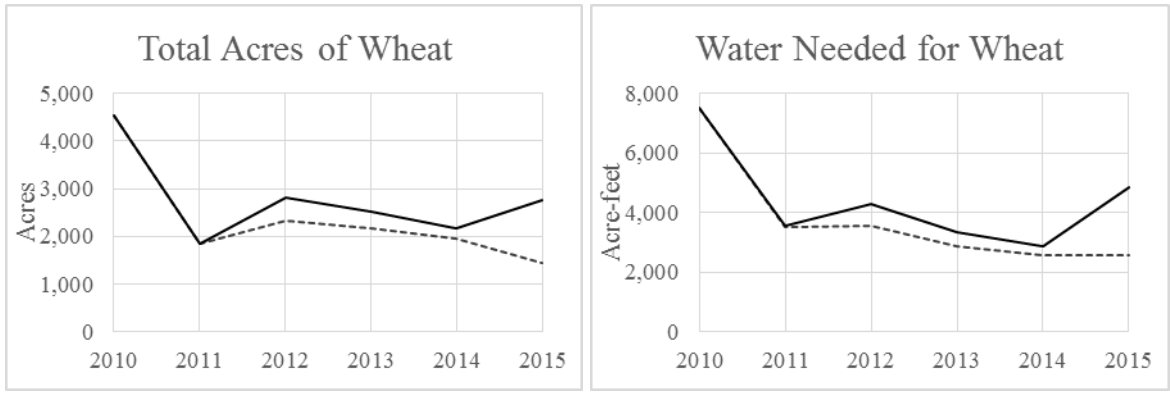 Total Acres of Wheat
Acres
5,000
4,000
3,000
2,000
1,000
0
2010 2011 2012 2013 2014 2015
Water Needed for Wheat
Acre-feet
8,000
6,000
4,000
2,000
0
2010 2011 2012 2013 2014 2015